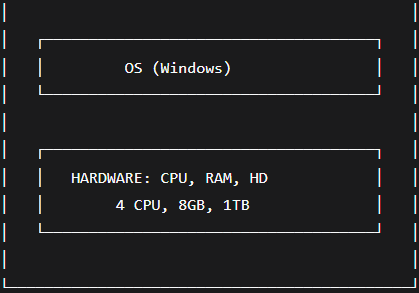 OS (Windows)
HARDWARE: CPU, RAM, HD
4 CPU, 8GB, 1TB